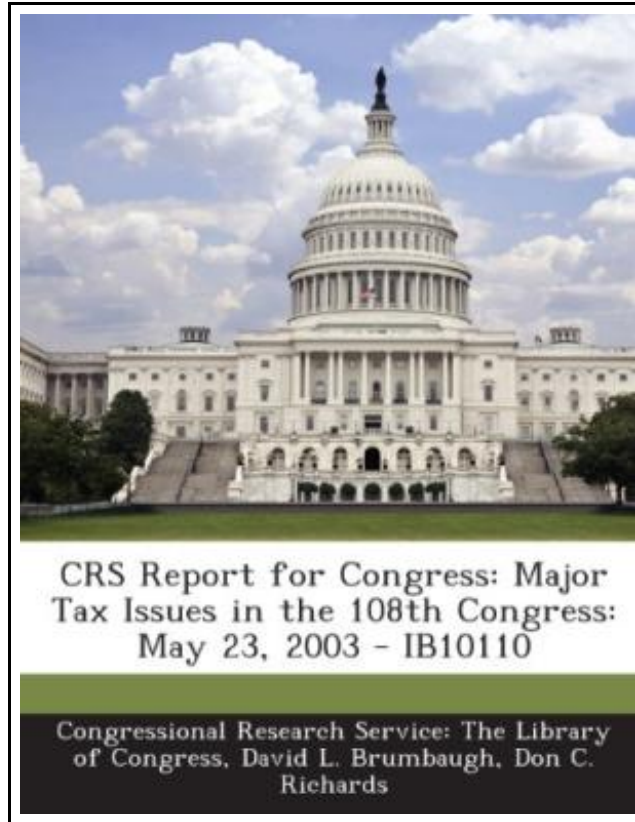 CRS Report for Congress: Major
Tax Issues in the 108th Congress:
May 23, 2003 - IB10110
Congressional Research Service: The Library
of Congress, David L. Brumbaugh, Don C.
Richards